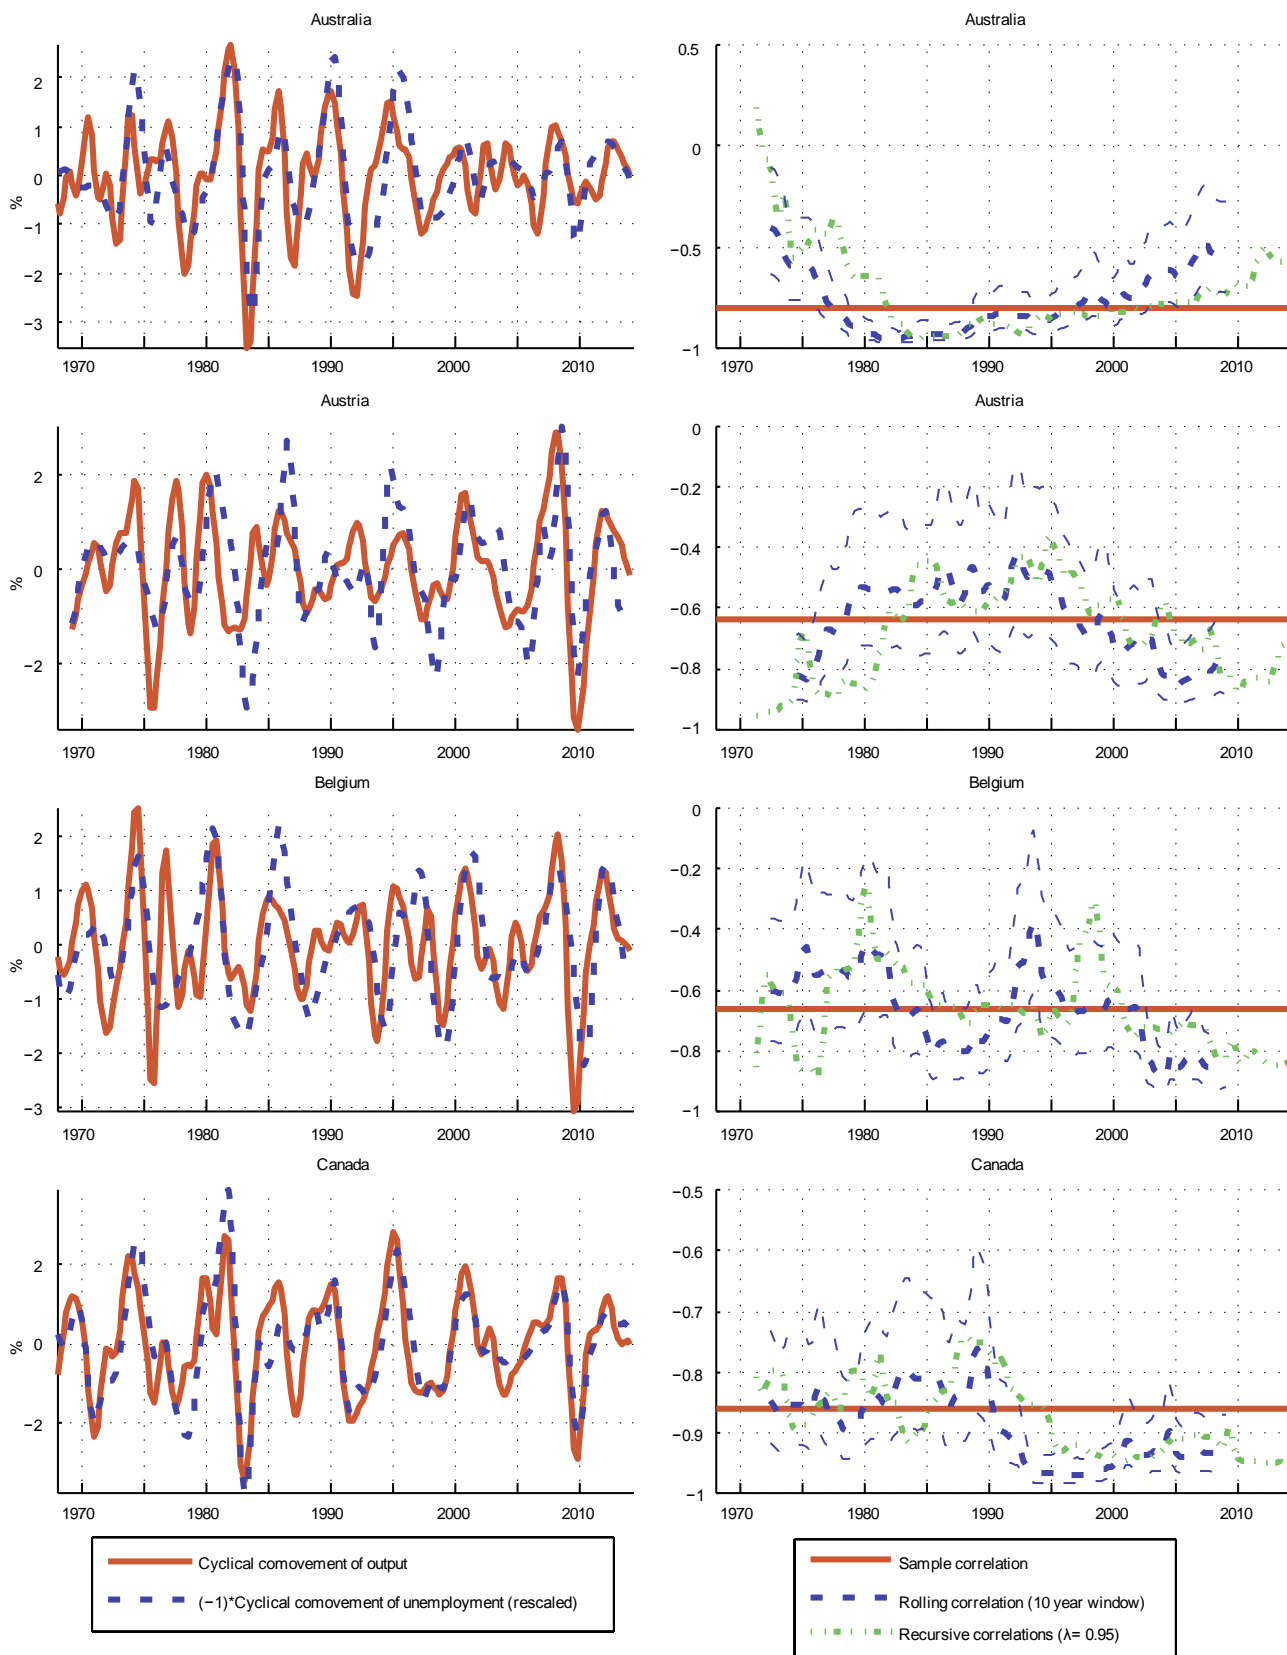 Australia
Australia
2
1
0
−1
−2
−3
%
1970 1980 1990 2000 2010
0.5
0
−0.5
−1
1970 1980 1990 2000 2010
Austria
Austria
2
0
−2
%
1970 1980 1990 2000 2010
0
−0.2
−0.4
−0.6
−0.8
−1
1970 1980 1990 2000 2010
Belgium
Belgium
2
1
0
−1
−2
−3
%
1970 1980 1990 2000 2010
0
−0.2
−0.4
−0.6
−0.8
−1
1970 1980 1990 2000 2010
Canada
Canada
2
0
−2
%
1970 1980 1990 2000 2010
−0.5
−0.6
−0.7
−0.8
−0.9
−1
1970 1980 1990 2000 2010
Cyclical comovement of output
(−1)*Cyclical comovement of unemployment (rescaled)
Sample correlation
Rolling correlation (10 year window)
Recursive correlations (λ= 0.95)